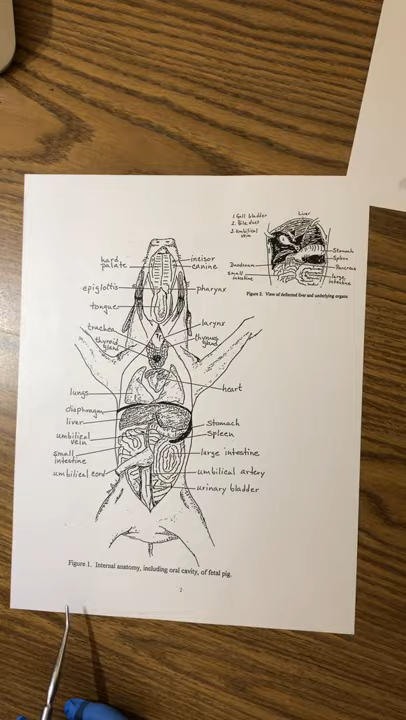 1. Gall bladder
2. Bile duct
3. Umbilical
vein
Liver
Stomach
Spleen
Pancreas
large
intestine
Duodenum
small
intestine
Figure 2. View of deflected liver and underlying organs
hard
palate
incisor
canine
epiglottis
pharynx
tongue
trachea
larynx
thyroid
gland
thymus
gland
lungs
heart
diaphragm
liver
stomach
umbilical
vein
spleen
small
intestine
large intestine
umbilical cord
umbilical artery
urinary bladder
Figure 1. Internal anatomy, including oral cavity, of fetal pig.
2